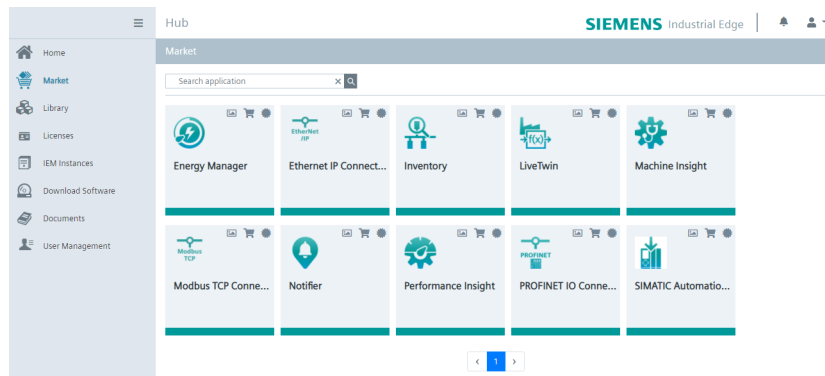 Hub
SIEMENS Industrial Edge
Home
Market
Library
Licenses
IEM Instances
Download Software
Documents
User Management
Market
Search application
Energy Manager
EtherNet
/IP
Ethernet IP Connect...
Inventory
f(x)
LiveTwin
Machine Insight
Modbus
TCP
Modbus TCP Conne...
Notifier
Performance Insight
PROFINET
PROFINET IO Conne...
SIMATIC Automatio...
1